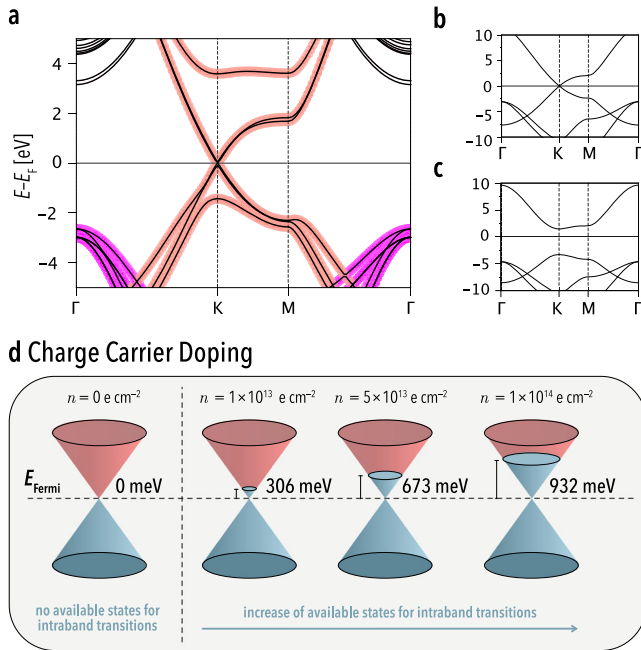 a
E–E_F [eV]
4
2
0
−2
−4
Γ
K
M
Γ
b
10
5
0
−5
−10
Γ
K
M
Γ
c
10
5
0
−5
−10
Γ
K
M
Γ
d Charge Carrier Doping
n = 0 e cm⁻²
n = 1×10¹³ e cm⁻²
n = 5×10¹³ e cm⁻²
n = 1×10¹⁴ e cm⁻²
E_Fermi
0 meV
306 meV
673 meV
932 meV
no available states for
intraband transitions
increase of available states for intraband transitions